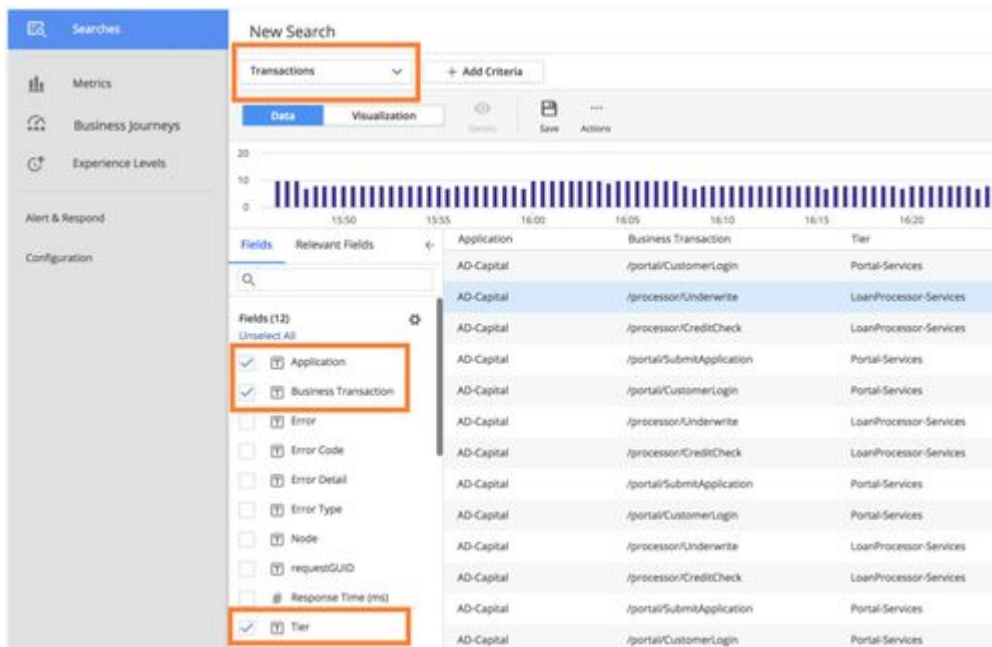 Searches
Metrics
Business Journeys
Experience Levels
Alert & Respond
Configuration
New Search
Transactions
+ Add Criteria
Data Visualization Details Save Actions
20
10
0
15:50 15:55 16:00 16:05 16:10 16:15 16:20
Fields Relevant Fields
Fields (12)
Unselect All
Application
Business Transaction
Error
Error Code
Error Detail
Error Type
Node
requestGUID
# Response Time (ms)
Tier
Application Business Transaction Tier
AD-Capital /portal/CustomerLogin Portal-Services
AD-Capital /processor/Underwrite LoanProcessor-Services
AD-Capital /processor/CreditCheck LoanProcessor-Services
AD-Capital /portal/SubmitApplication Portal-Services
AD-Capital /portal/CustomerLogin Portal-Services
AD-Capital /processor/Underwrite LoanProcessor-Services
AD-Capital /processor/CreditCheck LoanProcessor-Services
AD-Capital /portal/SubmitApplication Portal-Services
AD-Capital /portal/CustomerLogin Portal-Services
AD-Capital /processor/Underwrite LoanProcessor-Services
AD-Capital /processor/CreditCheck LoanProcessor-Services
AD-Capital /portal/SubmitApplication Portal-Services
AD-Capital /portal/CustomerLogin Portal-Services